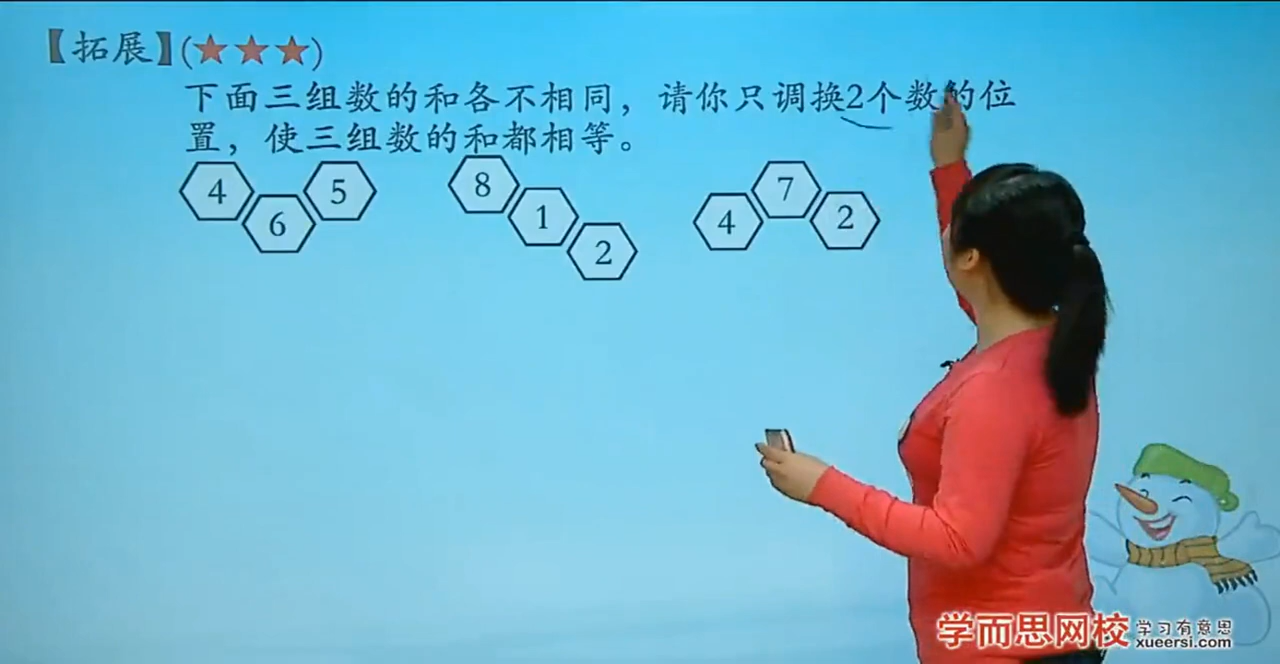 【拓展】(★★★)
下面三组数的和各不相同，请你只调换2个数的位
置，使三组数的和都相等。
4 6 5 8 1 2 4 7 2
学而思网校 学习有意思
xueersi.com